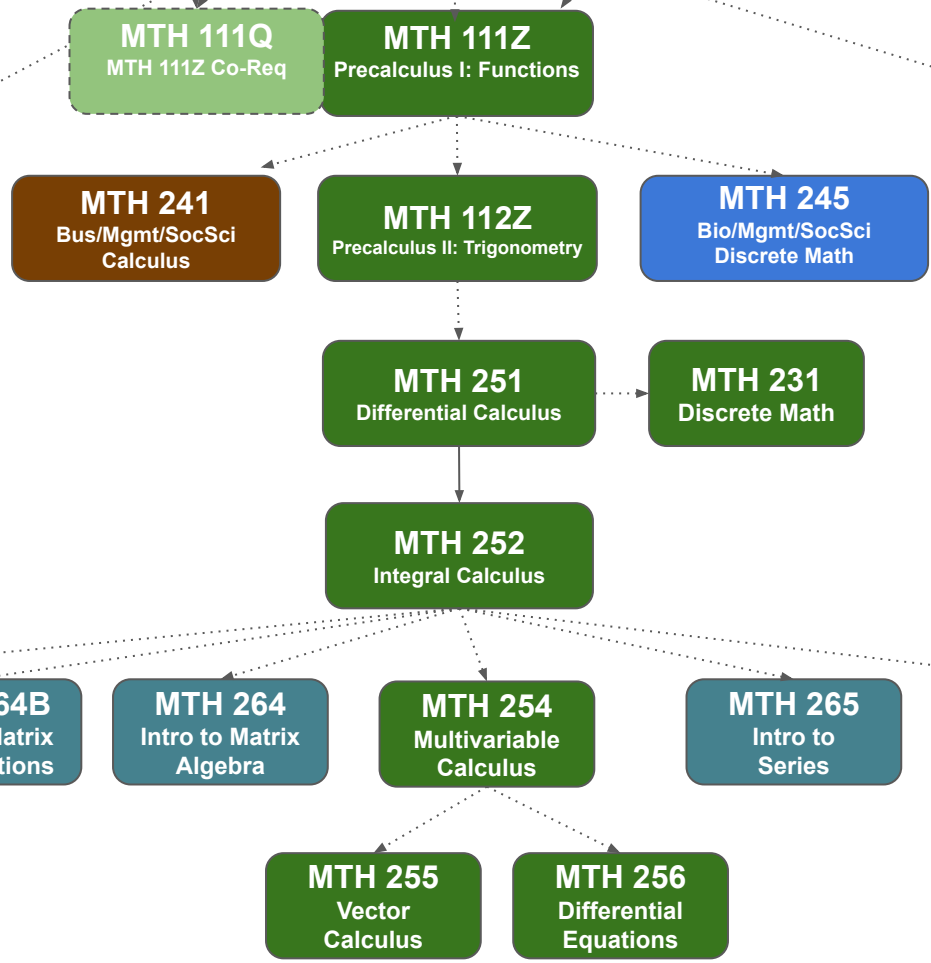 MTH 111Q
MTH 111Z Co-Req
MTH 111Z
Precalculus I: Functions
MTH 241
Bus/Mgmt/SocSci
Calculus
MTH 112Z
Precalculus II: Trigonometry
MTH 245
Bio/Mgmt/SocSci
Discrete Math
MTH 251
Differential Calculus
MTH 231
Discrete Math
MTH 252
Integral Calculus
64B
MTH 264
Intro to Matrix
Algebra
MTH 254
Multivariable
Calculus
MTH 265
Intro to
Series
MTH 255
Vector
Calculus
MTH 256
Differential
Equations